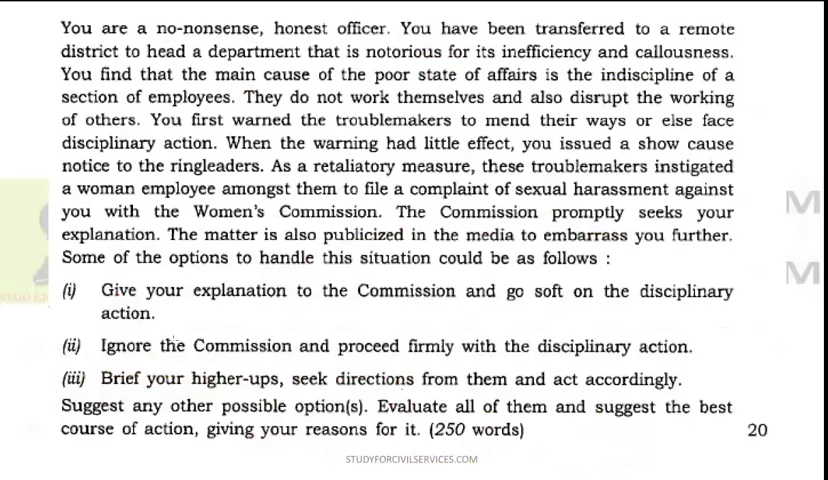 You are a no-nonsense, honest officer. You have been transferred to a remote
district to head a department that is notorious for its inefficiency and callousness.
You find that the main cause of the poor state of affairs is the indiscipline of a
section of employees. They do not work themselves and also disrupt the working
of others. You first warned the troublemakers to mend their ways or else face
disciplinary action. When the warning had little effect, you issued a show cause
notice to the ringleaders. As a retaliatory measure, these troublemakers instigated
a woman employee amongst them to file a complaint of sexual harassment against
you with the Women's Commission. The Commission promptly seeks your
explanation. The matter is also publicized in the media to embarrass you further.
Some of the options to handle this situation could be as follows :
(i) Give your explanation to the Commission and go soft on the disciplinary
action.
(ii) Ignore the Commission and proceed firmly with the disciplinary action.
(iii) Brief your higher-ups, seek directions from them and act accordingly.
Suggest any other possible option(s). Evaluate all of them and suggest the best
course of action, giving your reasons for it. (250 words) 20
STUDYFORCIVILSERVICES.COM
M
M